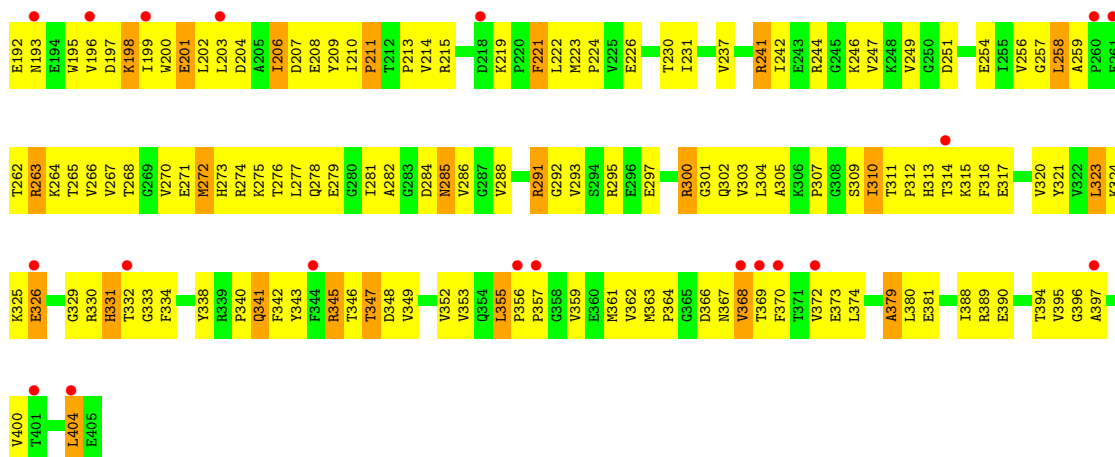 E192 N193 E194 W195 V196 D197 K198 I199 W200 E201 L202 L203 D204 A205 I206 D207 E208 Y209 I210 P211 T212 P213 V214 R215 D218 K219 P220 F221 L222 M223 P224 V225 E226 T230 I231 V237 R241 I242 E243 R244 G245 K246 V247 K248 V249 G250 D251 E254 I255 V256 G257 L258 A259 P260 E261
T262 R263 K264 T265 V266 V267 T268 G269 V270 E271 M272 H273 R274 K275 T276 L277 Q278 E279 G280 I281 A282 G283 D284 N285 V286 G287 V288 R291 G292 V293 S294 R295 E296 E297 R300 G301 Q302 V303 L304 A305 K306 P307 G308 S309 I310 T311 P312 H313 T314 K315 F316 E317 V320 Y321 V322 L323 K324
K325 E326 G329 R330 H331 T332 G333 F334 Y338 R339 P340 Q341 F342 Y343 F344 R345 T346 T347 D348 V349 V352 V353 Q354 L355 P356 P357 G358 V359 E360 M361 V362 M363 P364 G365 D366 N367 V368 T369 F370 T371 V372 E373 L374 A379 L380 E381 I388 R389 E390 T394 V395 G396 A397
V400 T401 L404 E405